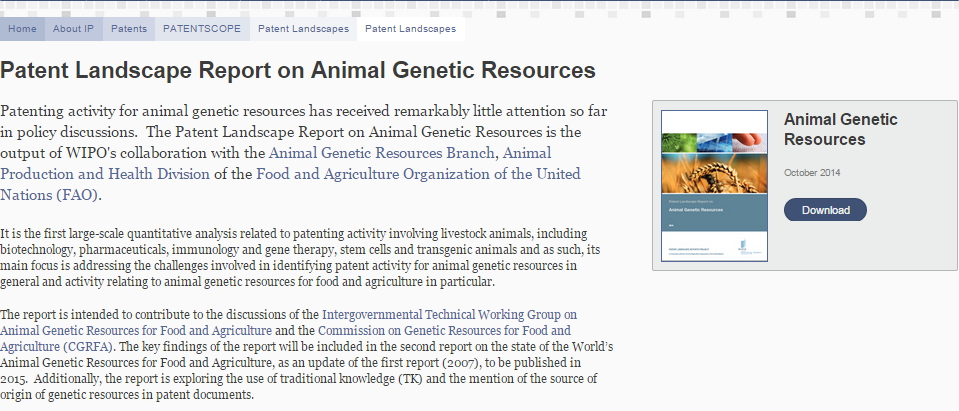 Home About IP Patents PATENTSCOPE Patent Landscapes Patent Landscapes
Patent Landscape Report on Animal Genetic Resources
Patenting activity for animal genetic resources has received remarkably little attention so far
in policy discussions.  The Patent Landscape Report on Animal Genetic Resources is the
output of WIPO's collaboration with the Animal Genetic Resources Branch, Animal
Production and Health Division of the Food and Agriculture Organization of the United
Nations (FAO).
It is the first large-scale quantitative analysis related to patenting activity involving livestock animals, including
biotechnology, pharmaceuticals, immunology and gene therapy, stem cells and transgenic animals and as such, its
main focus is addressing the challenges involved in identifying patent activity for animal genetic resources in
general and activity relating to animal genetic resources for food and agriculture in particular.
The report is intended to contribute to the discussions of the Intergovernmental Technical Working Group on
Animal Genetic Resources for Food and Agriculture and the Commission on Genetic Resources for Food and
Agriculture (CGRFA). The key findings of the report will be included in the second report on the state of the World's
Animal Genetic Resources for Food and Agriculture, as an update of the first report (2007), to be published in
2015.  Additionally, the report is exploring the use of traditional knowledge (TK) and the mention of the source of
origin of genetic resources in patent documents.
Patent Landscape Report on
Animal Genetic Resources
Animal Genetic
Resources
October 2014
Download